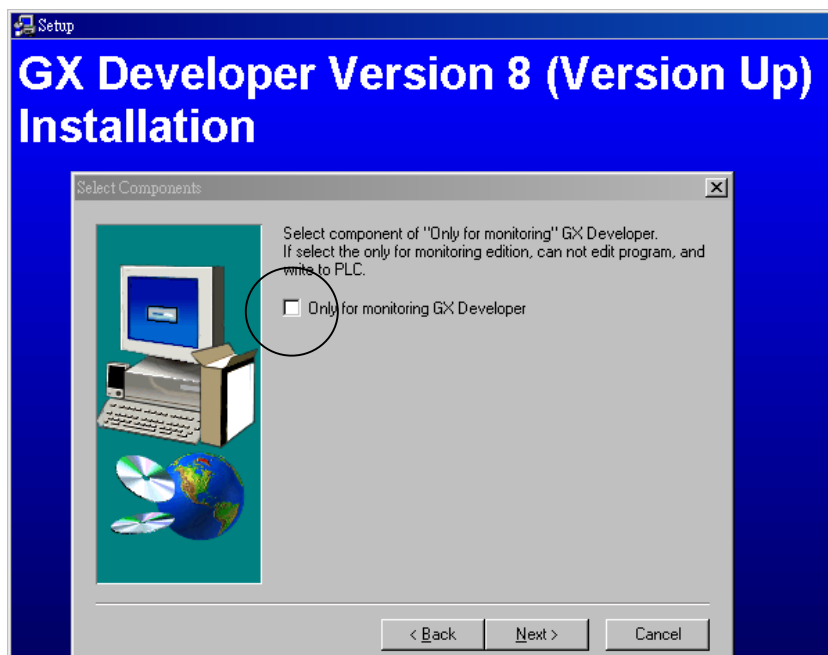 Setup
GX Developer Version 8 (Version Up)
Installation
Select Components
Select component of "Only for monitoring" GX Developer.
If select the only for monitoring edition, can not edit program, and
write to PLC.
Only for monitoring GX Developer
< Back
Next >
Cancel